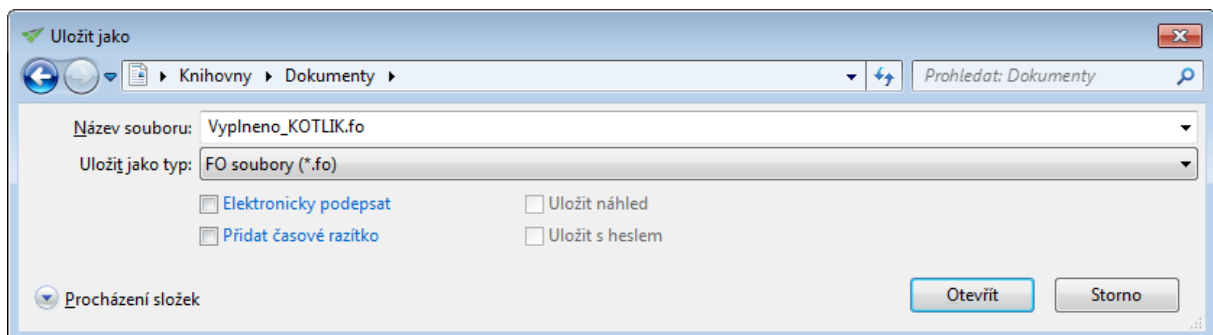 Uložit jako
Knihovny Dokumenty Prohledat: Dokumenty
Název souboru: Vyplneno_KOTLIK.fo
Uložit jako typ: FO soubory (*.fo)
Elektronicky podepsat Uložit náhled
Přidat časové razítko Uložit s heslem
Procházení složek Otevřít Storno